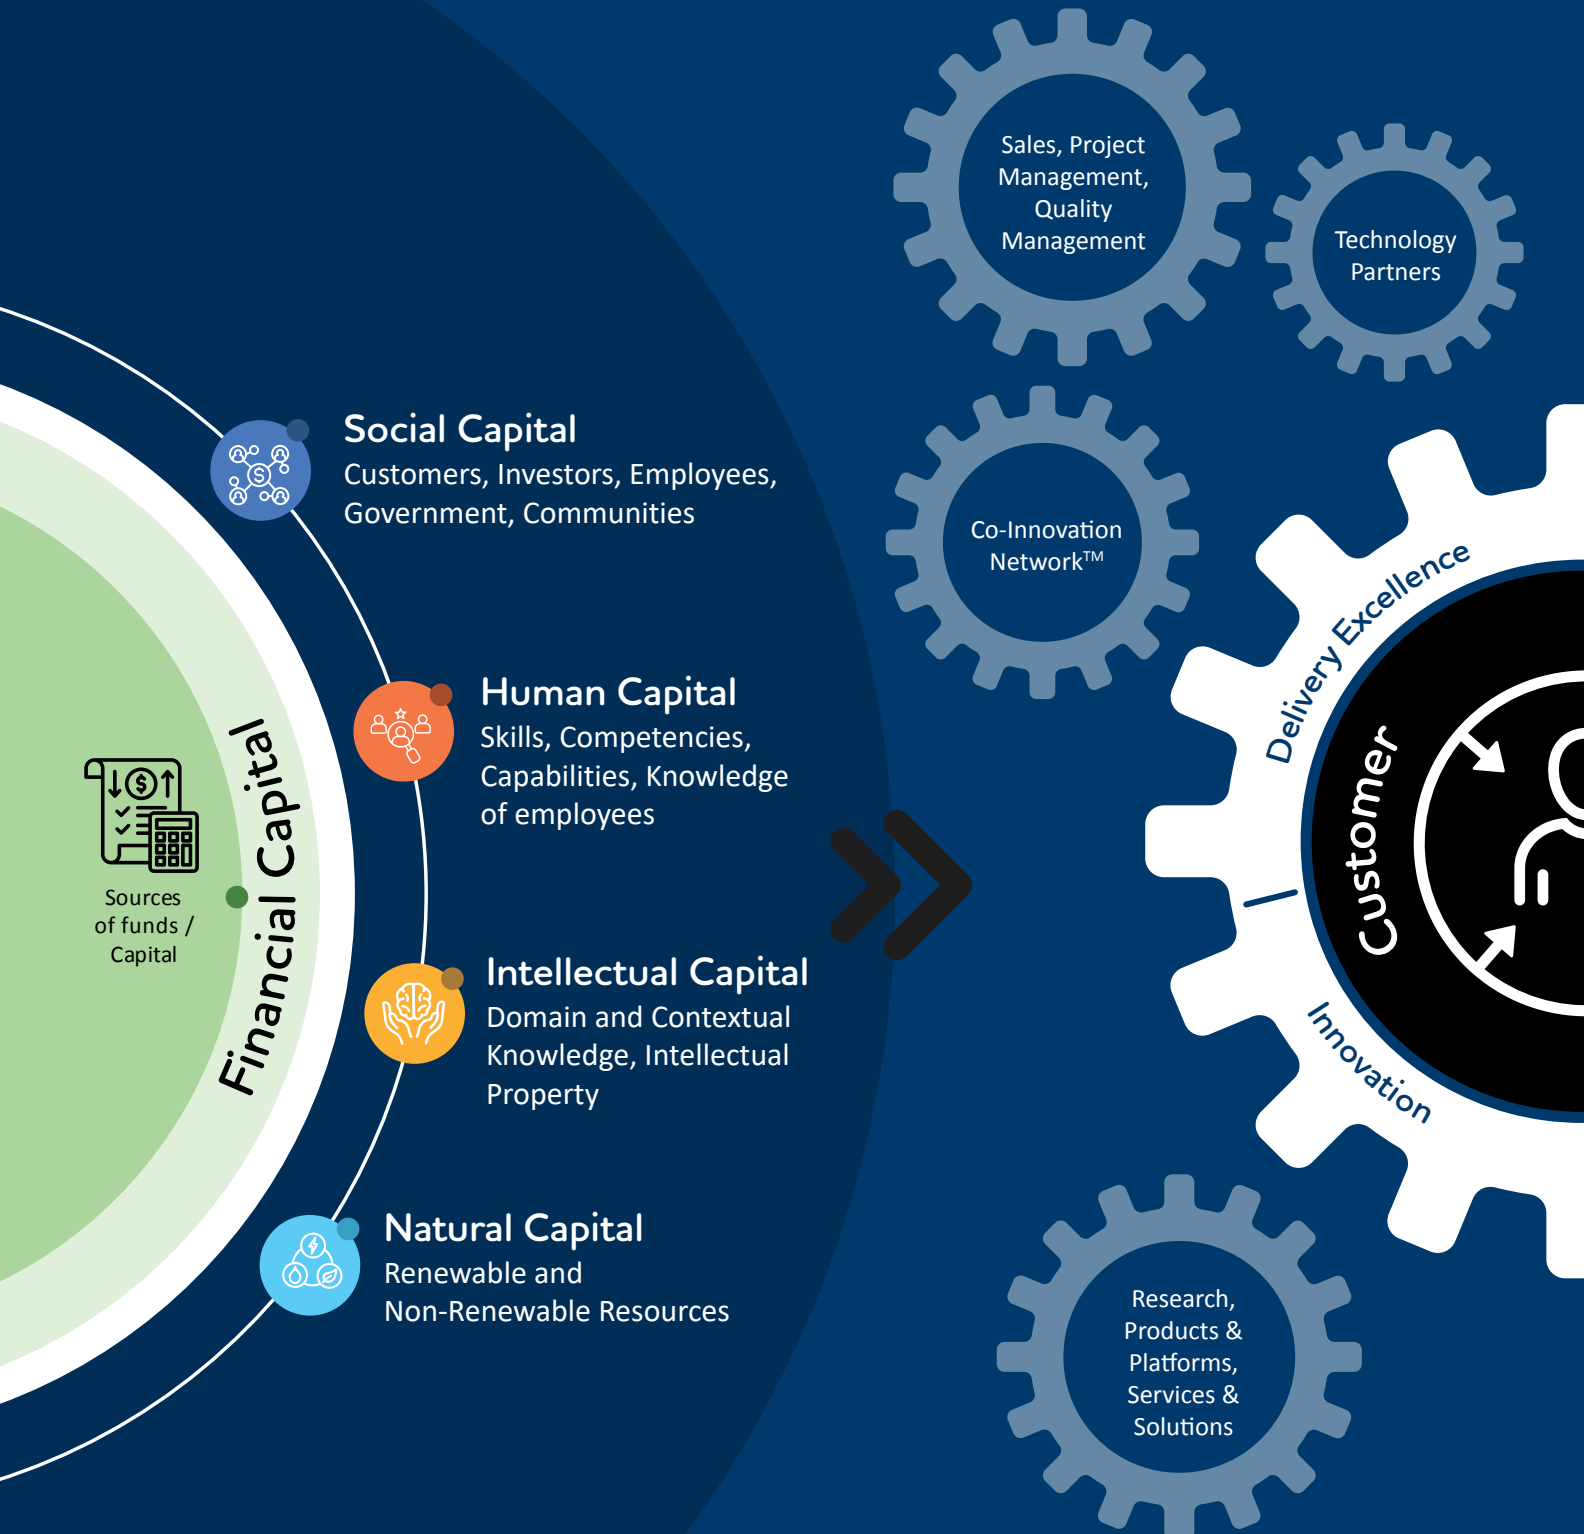 Sources
of funds /
Capital
Financial Capital
Social Capital
Customers, Investors, Employees,
Government, Communities
Human Capital
Skills, Competencies,
Capabilities, Knowledge
of employees
Intellectual Capital
Domain and Contextual
Knowledge, Intellectual
Property
Natural Capital
Renewable and
Non-Renewable Resources
Sales, Project
Management,
Quality
Management
Technology
Partners
Co-Innovation
Network™
Delivery Excellence
Customer
Innovation
Research,
Products &
Platforms,
Services &
Solutions